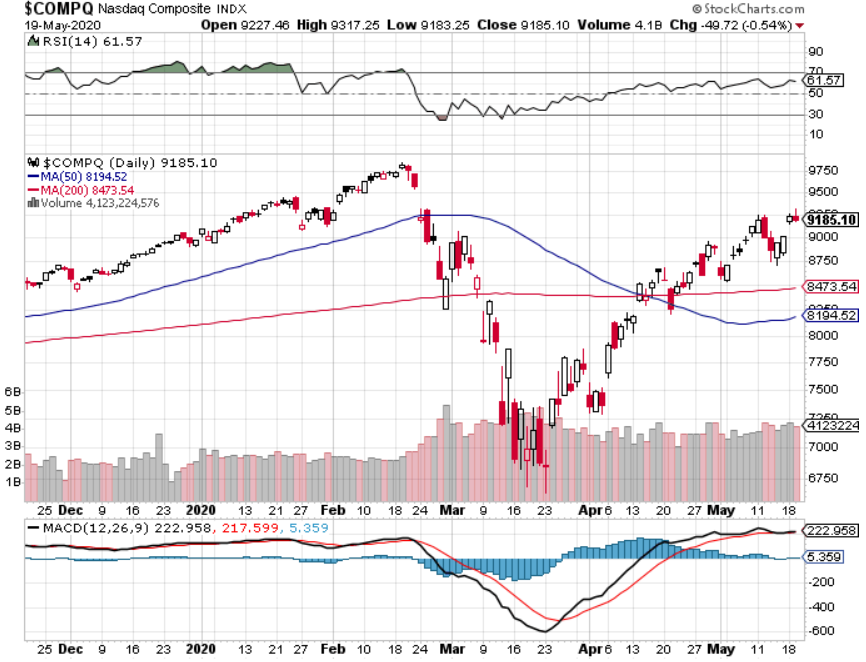 $COMPQ Nasdaq Composite INDX
© StockCharts.com
19-May-2020
Open 9227.46 High 9317.25 Low 9183.25 Close 9185.10 Volume 4.1B Chg -49.72 (-0.54%)
RSI(14) 61.57
90
70
61.57
50
30
10
$COMPQ (Daily) 9185.10
MA(50) 8194.52
MA(200) 8473.54
Volume 4,123,224,576
9750
9500
9185.10
9000
8750
8473.54
8194.52
8000
7750
7500
7250
4123224
7000
6750
6B
5B
4B
3B
2B
1B
25 Dec 9 16 23 2020 13 21 27 Feb 10 18 24 Mar 9 16 23 Apr 6 13 20 27 May 11 18
MACD(12,26,9) 222.958, 217.599, 5.359
222.958
5.359
-200
-400
-600
25 Dec 9 16 23 2020 13 21 27 Feb 10 18 24 Mar 9 16 23 Apr 6 13 20 27 May 11 18